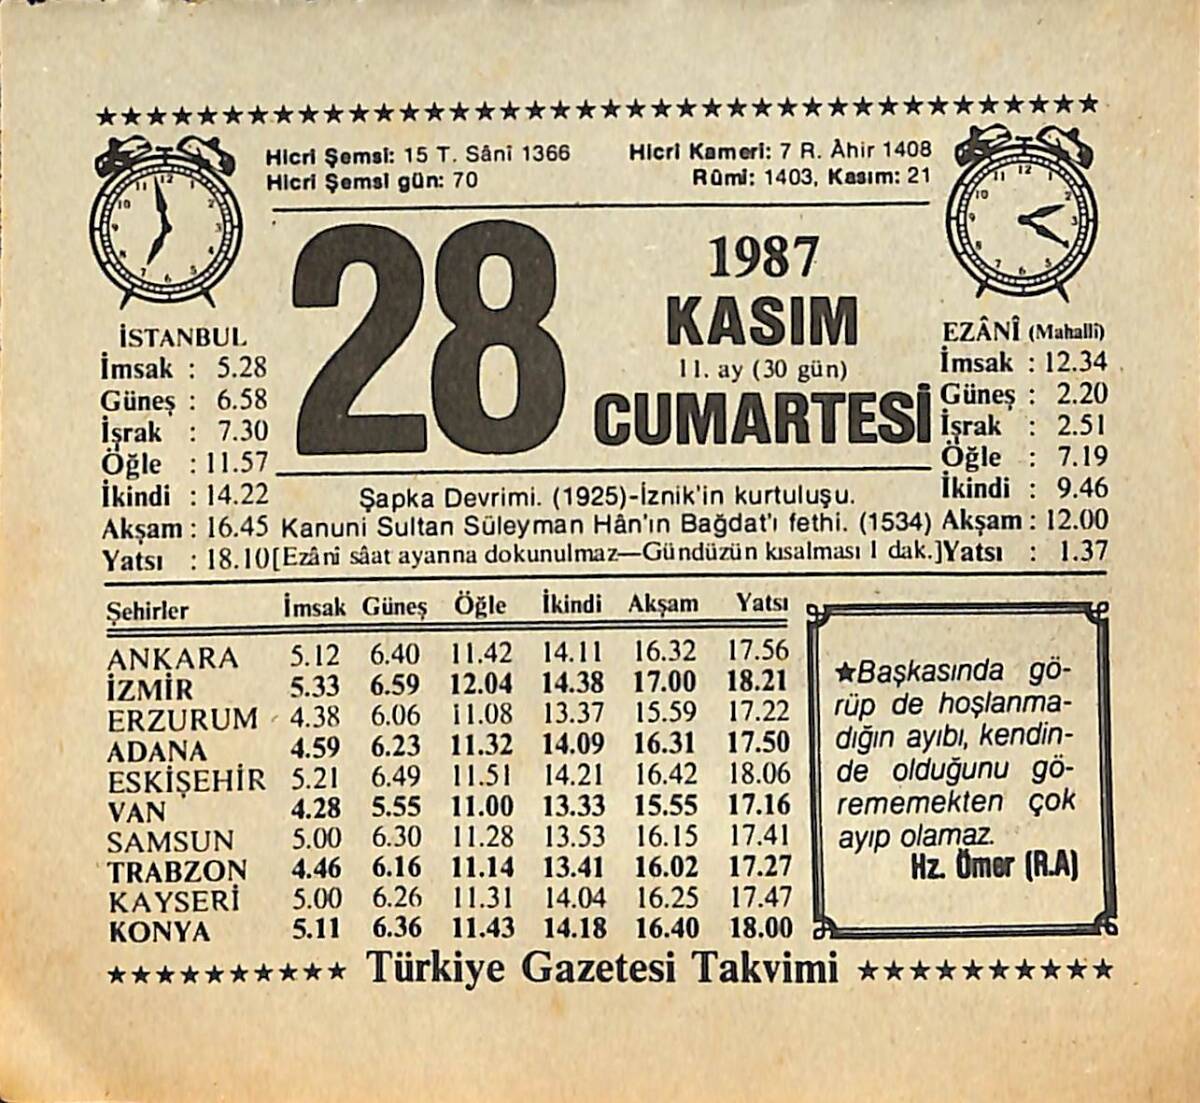 Hicri Şemsi: 15 T. Sâni 1366
Hicri Kameri: 7 R. Âhir 1408
Hicri Şemsi gün: 70
Rûmi: 1403, Kasım: 21
28
1987
KASIM
11. ay (30 gün)
CUMARTESİ
İSTANBUL
İmsak : 5.28
Güneş : 6.58
İşrak : 7.30
Öğle : 11.57
İkindi : 14.22
Akşam : 16.45
Yatsı : 18.10
EZÂNÎ (Mahalli)
İmsak : 12.34
Güneş : 2.20
İşrak : 2.51
Öğle : 7.19
İkindi : 9.46
Akşam : 12.00
Yatsı : 1.37
Şapka Devrimi. (1925)-İznik'in kurtuluşu.
Kanuni Sultan Süleyman Hân'ın Bağdat'ı fethi. (1534)
[Ezânî sâat ayarına dokunulmaz—Gündüzün kısalması 1 dak.]
Şehirler İmsak Güneş Öğle İkindi Akşam Yatsı
ANKARA 5.12 6.40 11.42 14.11 16.32 17.56
İZMİR 5.33 6.59 12.04 14.38 17.00 18.21
ERZURUM 4.38 6.06 11.08 13.37 15.59 17.22
ADANA 4.59 6.23 11.32 14.09 16.31 17.50
ESKİŞEHİR 5.21 6.49 11.51 14.21 16.42 18.06
VAN 4.28 5.55 11.00 13.33 15.55 17.16
SAMSUN 5.00 6.30 11.28 13.53 16.15 17.41
TRABZON 4.46 6.16 11.14 13.41 16.02 17.27
KAYSERİ 5.00 6.26 11.31 14.04 16.25 17.47
KONYA 5.11 6.36 11.43 14.18 16.40 18.00
★Başkasında gö-
rüp de hoşlanma-
dığın ayıbı, kendin-
de olduğunu gö-
rememekten çok
ayıp olamaz.
Hz. Ömer (R.A)
★★★★★★★★★★ Türkiye Gazetesi Takvimi ★★★★★★★★★★